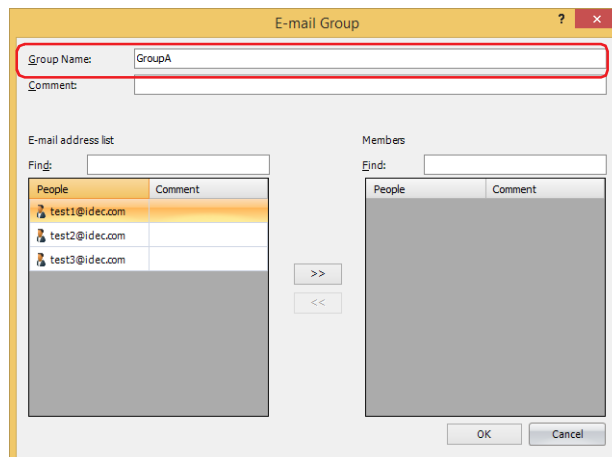 E-mail Group ? ×
Group Name: GroupA
Comment:
E-mail address list Members
Find: Find:
People Comment People Comment
test1@idec.com
test2@idec.com
test3@idec.com
>>
<<
OK Cancel